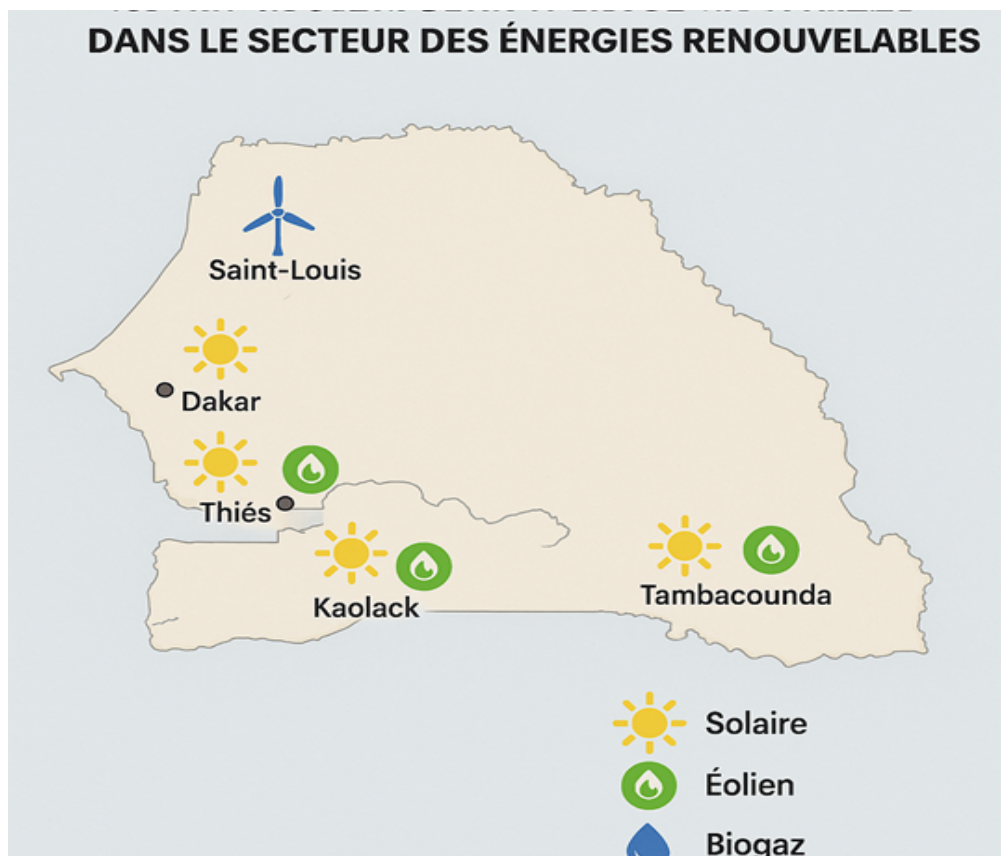 DANS LE SECTEUR DES ÉNERGIES RENOUVELABLES
Saint-Louis
Dakar
Thiés
Kaolack
Tambacounda
Solaire
Éolien
Biogaz